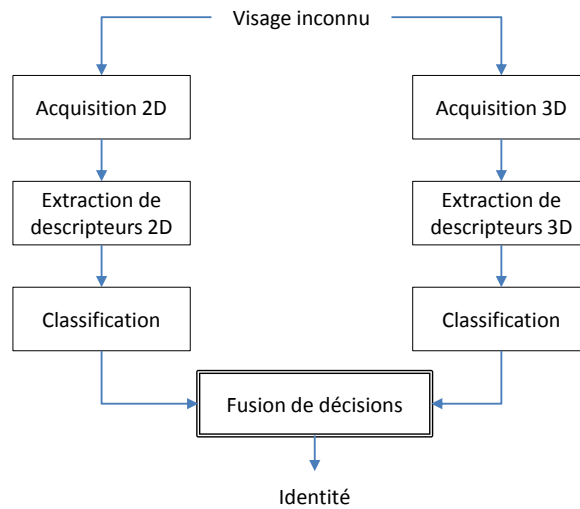 Visage inconnu
Acquisition 2D
Acquisition 3D
Extraction de
descripteurs 2D
Extraction de
descripteurs 3D
Classification
Classification
Fusion de décisions
Identité